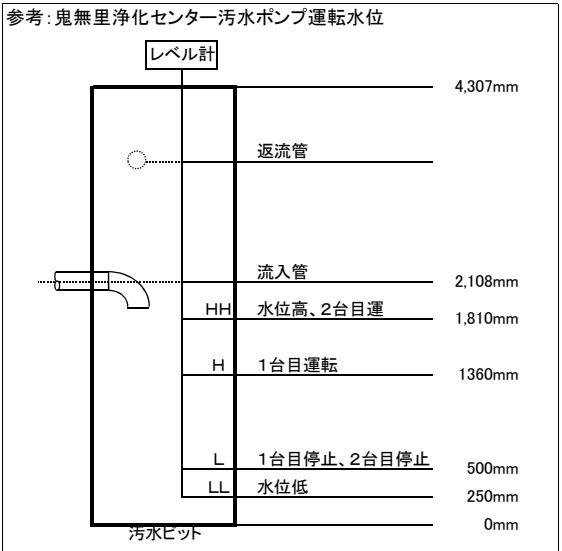 参考：鬼無里浄化センター汚水ポンプ運転水位
レベル計
4,307mm
返流管
流入管
2,108mm
HH 水位高、２台目運
1,810mm
H １台目運転
1360mm
L １台目停止、２台目停止
500mm
LL 水位低
250mm
0mm
汚水ピット